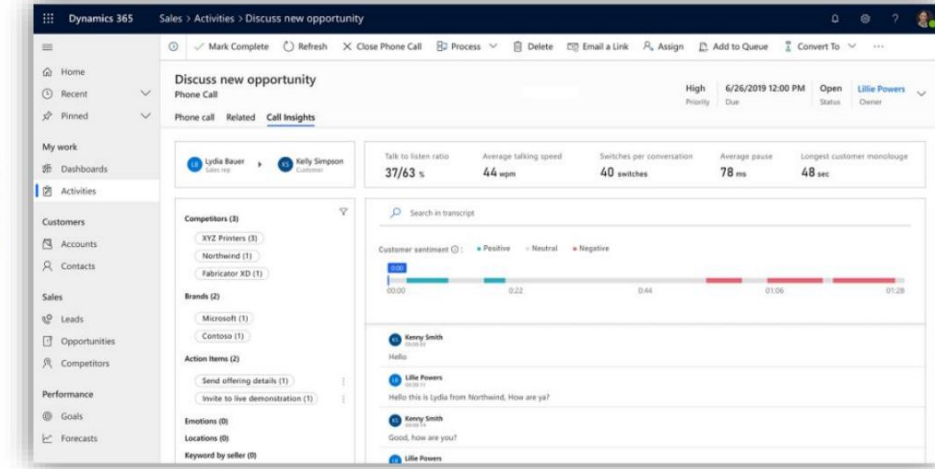 Dynamics 365 Sales > Activities > Discuss new opportunity ?
Mark Complete Refresh Close Phone Call Process Delete Email a Link Assign Add to Queue Convert To ...
Home
Recent
Pinned
My work
Dashboards
Activities
Customers
Accounts
Contacts
Sales
Leads
Opportunities
Competitors
Performance
Goals
Forecasts
Discuss new opportunity
Phone Call
High
Priority
6/26/2019 12:00 PM
Due
Open
Status
Lillie Powers
Owner
Phone call Related Call Insights
LB Lydia Bauer
Sales rep
KS Kelly Simpson
Customer
Talk to listen ratio
37/63 %
Average talking speed
44 wpm
Switches per conversation
40 switches
Average pause
78 ms
Longest customer monolouge
48 sec
Competitors (3)
XYZ Printers (3)
Northwind (1)
Fabricator XD (1)
Brands (2)
Microsoft (1)
Contoso (1)
Action Items (2)
Send offering details (1)
Invite to live demonstration (1)
Emotions (0)
Locations (0)
Keyword by seller (0)
Search in transcript
Customer sentiment : Positive Neutral Negative
0:00
00:00 0:22 0:44 01:06 01:28
KS Kenny Smith
Hello
LB Lillie Powers
Hello this is Lydia from Northwind, How are ya?
KS Kenny Smith
Good, how are you?
LB Lillie Powers